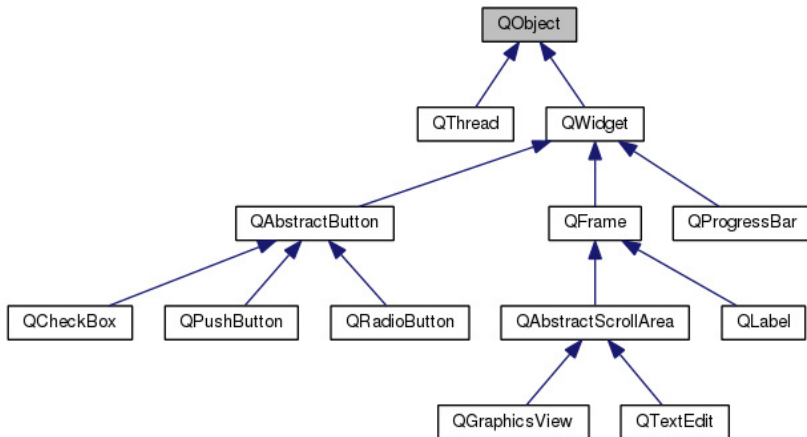 QObject
QThread
QWidget
QAbstractButton
QFrame
QProgressBar
QCheckBox
QPushButton
QRadioButton
QAbstractScrollArea
QLabel
QGraphicsView
QTextEdit